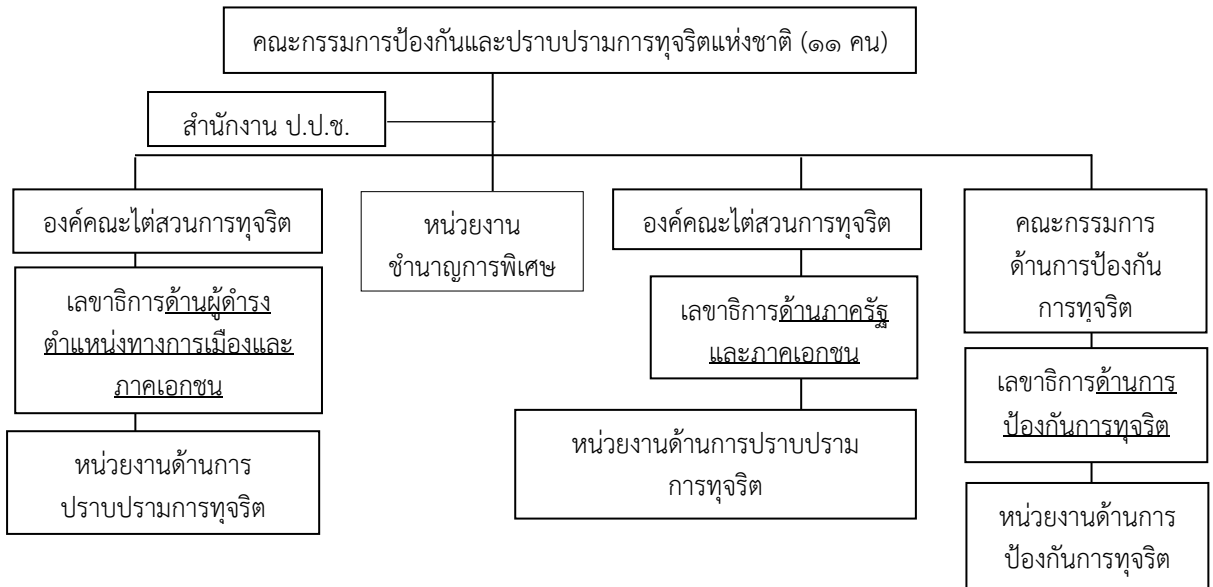 คณะกรรมการป้องกันและปราบปรามการทุจริตแห่งชาติ (๑๑ คน)
สำนักงาน ป.ป.ช.
องค์คณะไต่สวนการทุจริต
เลขาธิการด้านผู้ดำรง
ตำแหน่งทางการเมืองและ
ภาคเอกชน
หน่วยงานด้านการ
ปราบปรามการทุจริต
หน่วยงาน
ชำนาญการพิเศษ
องค์คณะไต่สวนการทุจริต
เลขาธิการด้านภาครัฐ
และภาคเอกชน
หน่วยงานด้านการปราบปราม
การทุจริต
คณะกรรมการ
ด้านการป้องกัน
การทุจริต
เลขาธิการด้านการ
ป้องกันการทุจริต
หน่วยงานด้านการ
ป้องกันการทุจริต